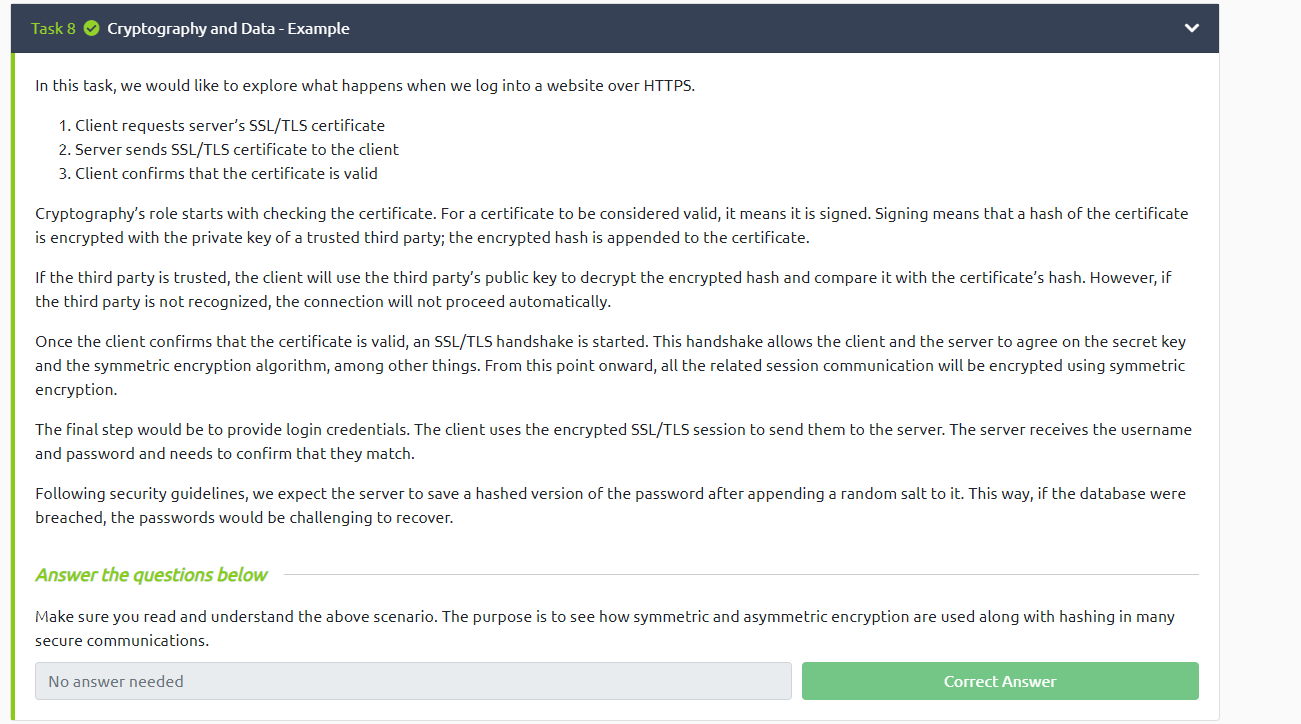 Task 8 Cryptography and Data - Example
In this task, we would like to explore what happens when we log into a website over HTTPS.
1. Client requests server's SSL/TLS certificate
2. Server sends SSL/TLS certificate to the client
3. Client confirms that the certificate is valid
Cryptography's role starts with checking the certificate. For a certificate to be considered valid, it means it is signed. Signing means that a hash of the certificate
is encrypted with the private key of a trusted third party; the encrypted hash is appended to the certificate.
If the third party is trusted, the client will use the third party's public key to decrypt the encrypted hash and compare it with the certificate's hash. However, if
the third party is not recognized, the connection will not proceed automatically.
Once the client confirms that the certificate is valid, an SSL/TLS handshake is started. This handshake allows the client and the server to agree on the secret key
and the symmetric encryption algorithm, among other things. From this point onward, all the related session communication will be encrypted using symmetric
encryption.
The final step would be to provide login credentials. The client uses the encrypted SSL/TLS session to send them to the server. The server receives the username
and password and needs to confirm that they match.
Following security guidelines, we expect the server to save a hashed version of the password after appending a random salt to it. This way, if the database were
breached, the passwords would be challenging to recover.
Answer the questions below
Make sure you read and understand the above scenario. The purpose is to see how symmetric and asymmetric encryption are used along with hashing in many
secure communications.
No answer needed
Correct Answer